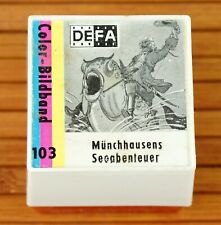 DEFA
Color-Bildband
103
Münchhausens
Seeabenteuer